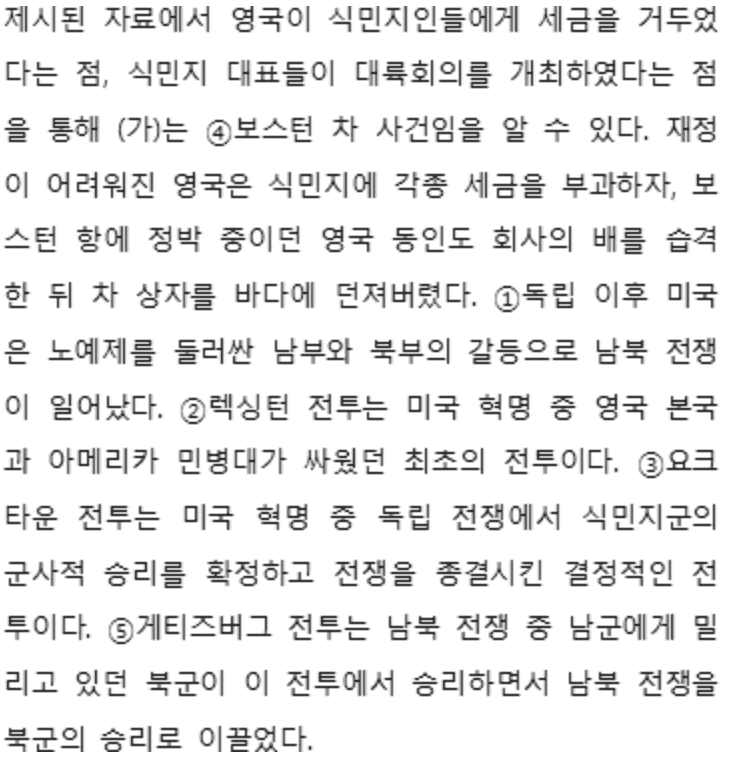 제시된 자료에서 영국이 식민지인들에게 세금을 거두었
다는 점, 식민지 대표들이 대륙회의를 개최하였다는 점
을 통해 (가)는 ④보스턴 차 사건임을 알 수 있다. 재정
이 어려워진 영국은 식민지에 각종 세금을 부과하자, 보
스턴 항에 정박 중이던 영국 동인도 회사의 배를 습격
한 뒤 차 상자를 바다에 던져버렸다. ①독립 이후 미국
은 노예제를 둘러싼 남부와 북부의 갈등으로 남북 전쟁
이 일어났다. ②렉싱턴 전투는 미국 혁명 중 영국 본국
과 아메리카 민병대가 싸웠던 최초의 전투이다. ③요크
타운 전투는 미국 혁명 중 독립 전쟁에서 식민지군의
군사적 승리를 확정하고 전쟁을 종결시킨 결정적인 전
투이다. ⑤게티즈버그 전투는 남북 전쟁 중 남군에게 밀
리고 있던 북군이 이 전투에서 승리하면서 남북 전쟁을
북군의 승리로 이끌었다.